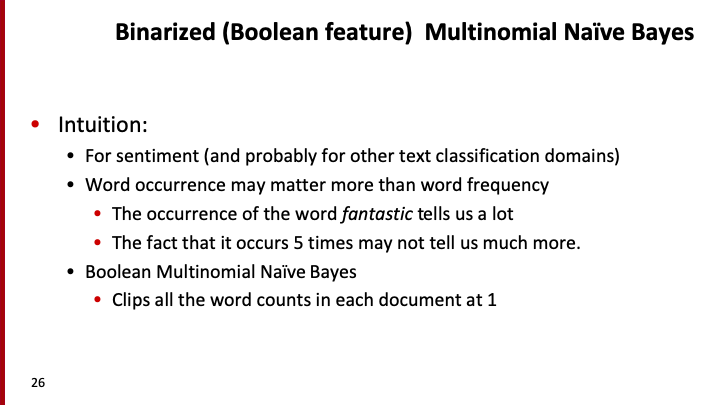 Binarized (Boolean feature)  Multinomial Naïve Bayes
• Intuition:
• For sentiment (and probably for other text classification domains)
• Word occurrence may matter more than word frequency
• The occurrence of the word fantastic tells us a lot
• The fact that it occurs 5 times may not tell us much more.
• Boolean Multinomial Naïve Bayes
• Clips all the word counts in each document at 1
26